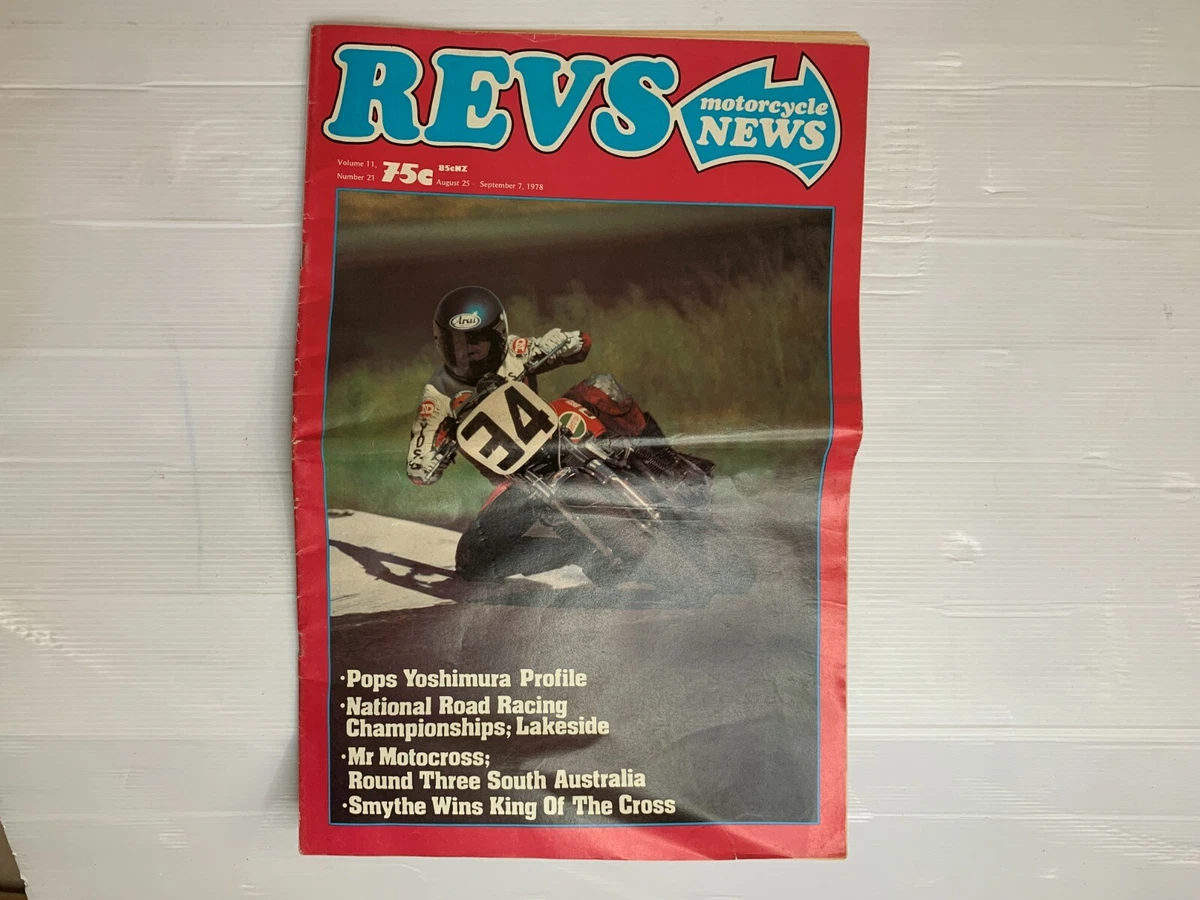 REVS
motorcycle
NEWS
Volume 11,
Number 21
75c
85cNZ
August 25 - September 7, 1978
Arai
34
·Pops Yoshimura Profile
·National Road Racing
Championships; Lakeside
·Mr Motocross;
Round Three South Australia
·Smythe Wins King Of The Cross